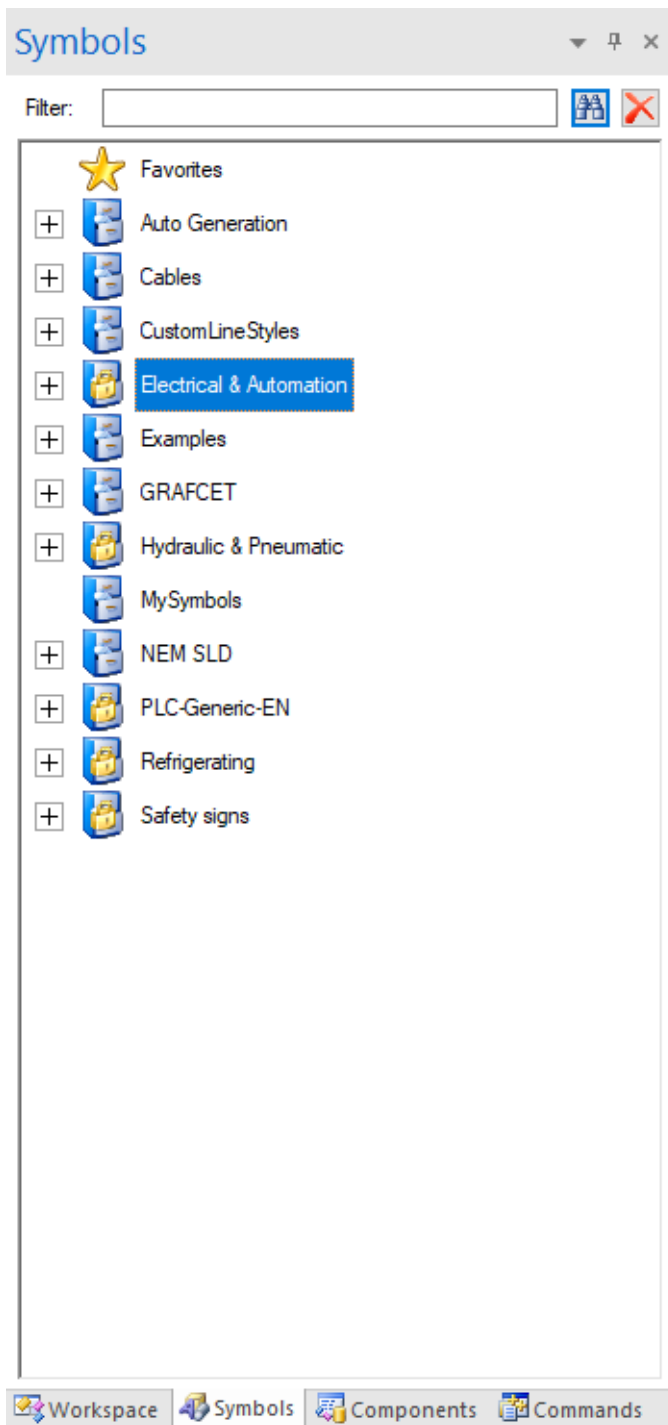 Symbols
Filter:
Favorites
Auto Generation
Cables
CustomLineStyles
Electrical & Automation
Examples
GRAFCET
Hydraulic & Pneumatic
MySymbols
NEM SLD
PLC-Generic-EN
Refrigerating
Safety signs
Workspace Symbols Components Commands